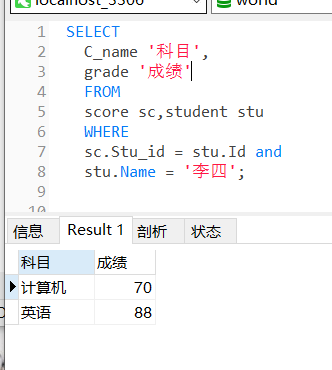 localhost_3306 world
1 SELECT
2 C_name '科目',
3 grade '成绩'
4 FROM
5 score sc,student stu
6 WHERE
7 sc.Stu_id = stu.Id and
8 stu.Name = '李四';
9
10
信息 Result 1 剖析 状态
科目 成绩
计算机 70
英语 88